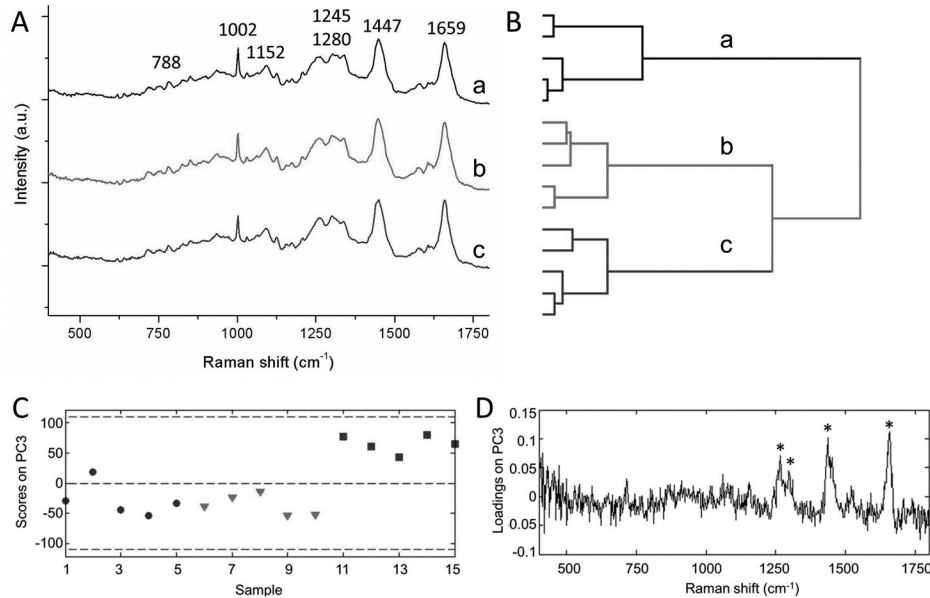 A
B
1245
1002
1280
1447
1659
788
1152
a
b
c
Intensity (a.u.)
500
750
1000
1250
1500
1750
Raman shift (cm-1)
a
b
c
C
D
Scores on PC3
100
50
0
-50
-100
1
3
5
7
9
11
13
15
Sample
Loadings on PC3
0.15
0.1
0.05
0
0.05
-0.1
* * * *
500
750
1000
1250
1500
1750
Raman shift (cm-1)